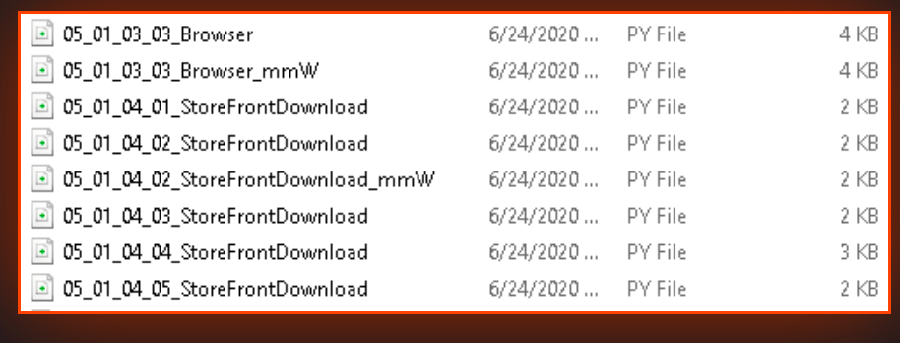 05_01_03_03_Browser 6/24/2020 ... PY File 4 KB
05_01_03_03_Browser_mmW 6/24/2020 ... PY File 4 KB
05_01_04_01_StoreFrontDownload 6/24/2020 ... PY File 2 KB
05_01_04_02_StoreFrontDownload 6/24/2020 ... PY File 2 KB
05_01_04_02_StoreFrontDownload_mmW 6/24/2020 ... PY File 2 KB
05_01_04_03_StoreFrontDownload 6/24/2020 ... PY File 2 KB
05_01_04_04_StoreFrontDownload 6/24/2020 ... PY File 3 KB
05_01_04_05_StoreFrontDownload 6/24/2020 ... PY File 2 KB